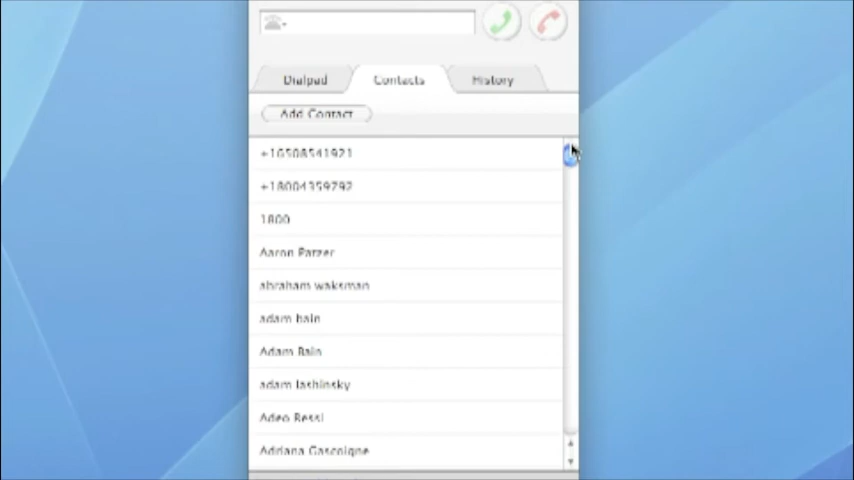 Dialpad
Contacts
History
Add Contact
+16508541921
+18004359792
1800
Aaron Patzer
abraham waksman
adam bain
Adam Bain
adam lashinsky
Adeo Ressi
Adriana Gascoigne